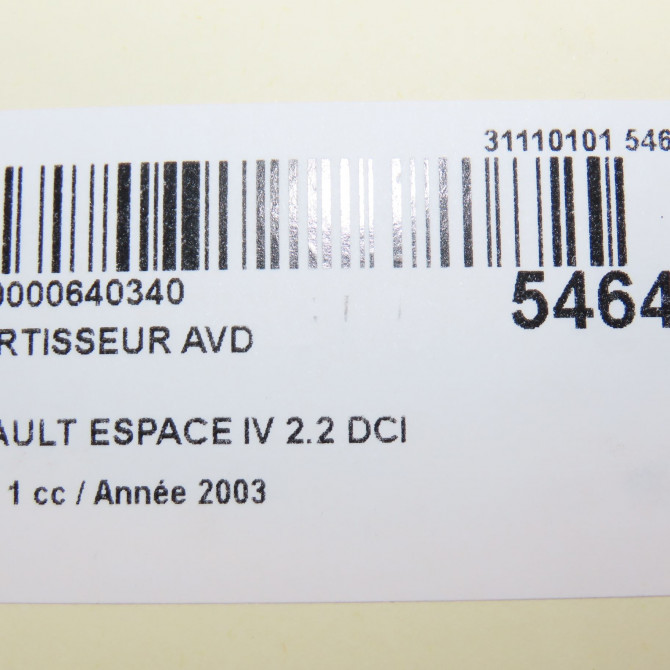 31110101 546
0000640340
5464
RTISSEUR AVD
AULT ESPACE IV 2.2 DCI
1 cc / Année 2003